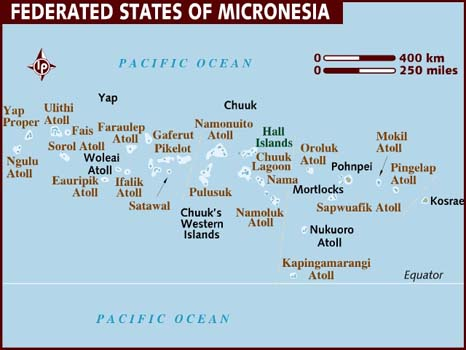 FEDERATED STATES OF MICRONESIA
LP
PACIFIC OCEAN
400 km
250 miles
Yap
Chuuk
Yap
Proper
Ulithi
Atoll
Fais
Faraulep
Atoll
Gaferut
Namonuito
Atoll
Hall
Islands
Mokil
Atoll
Sorol Atoll
Pikelot
Oroluk
Atoll
Ngulu
Atoll
Woleai
Atoll
Chuuk
Lagoon
Pohnpei
Pingelap
Atoll
Eauripik
Atoll
Ifalik
Atoll
Nama
Mortlocks
Satawal
Pulusuk
Kosrae
Sapwuafik Atoll
Chuuk's
Western
Islands
Namoluk
Atoll
Nukuroro
Atoll
Kapingamarangi
Atoll
Equator
PACIFIC OCEAN